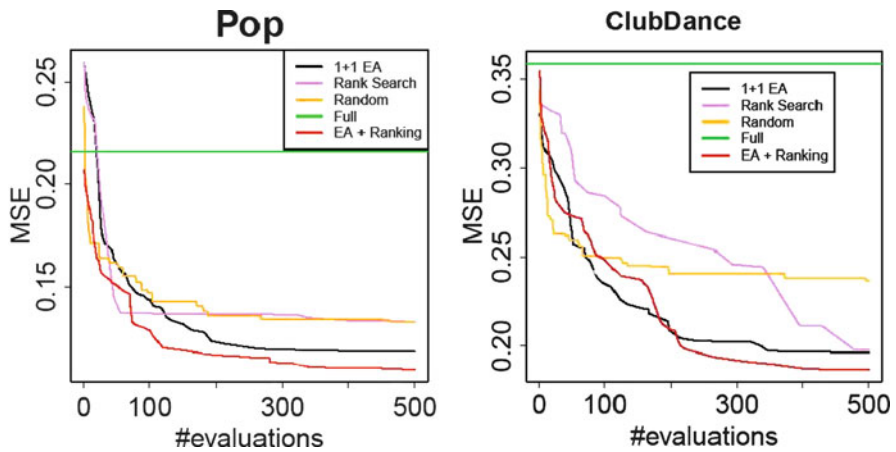 Pop
MSE
0.25
0.20
0.15
1+1 EA
Rank Search
Random
Full
EA + Ranking
0
100
300
500
#evaluations
ClubDance
MSE
0.35
0.30
0.25
0.20
1+1 EA
Rank Search
Random
Full
EA + Ranking
0
100
300
500
#evaluations